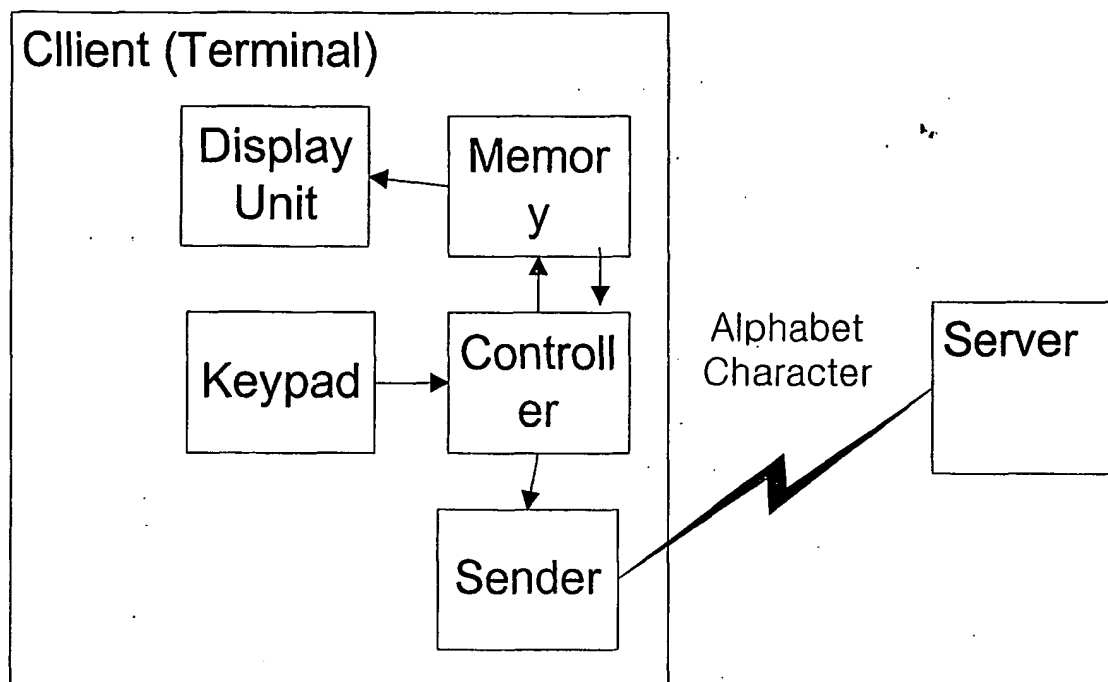 Cllient (Terminal)
Display
Unit
Memor
y
Keypad
Controll
er
Alphabet
Character
Server
Sender